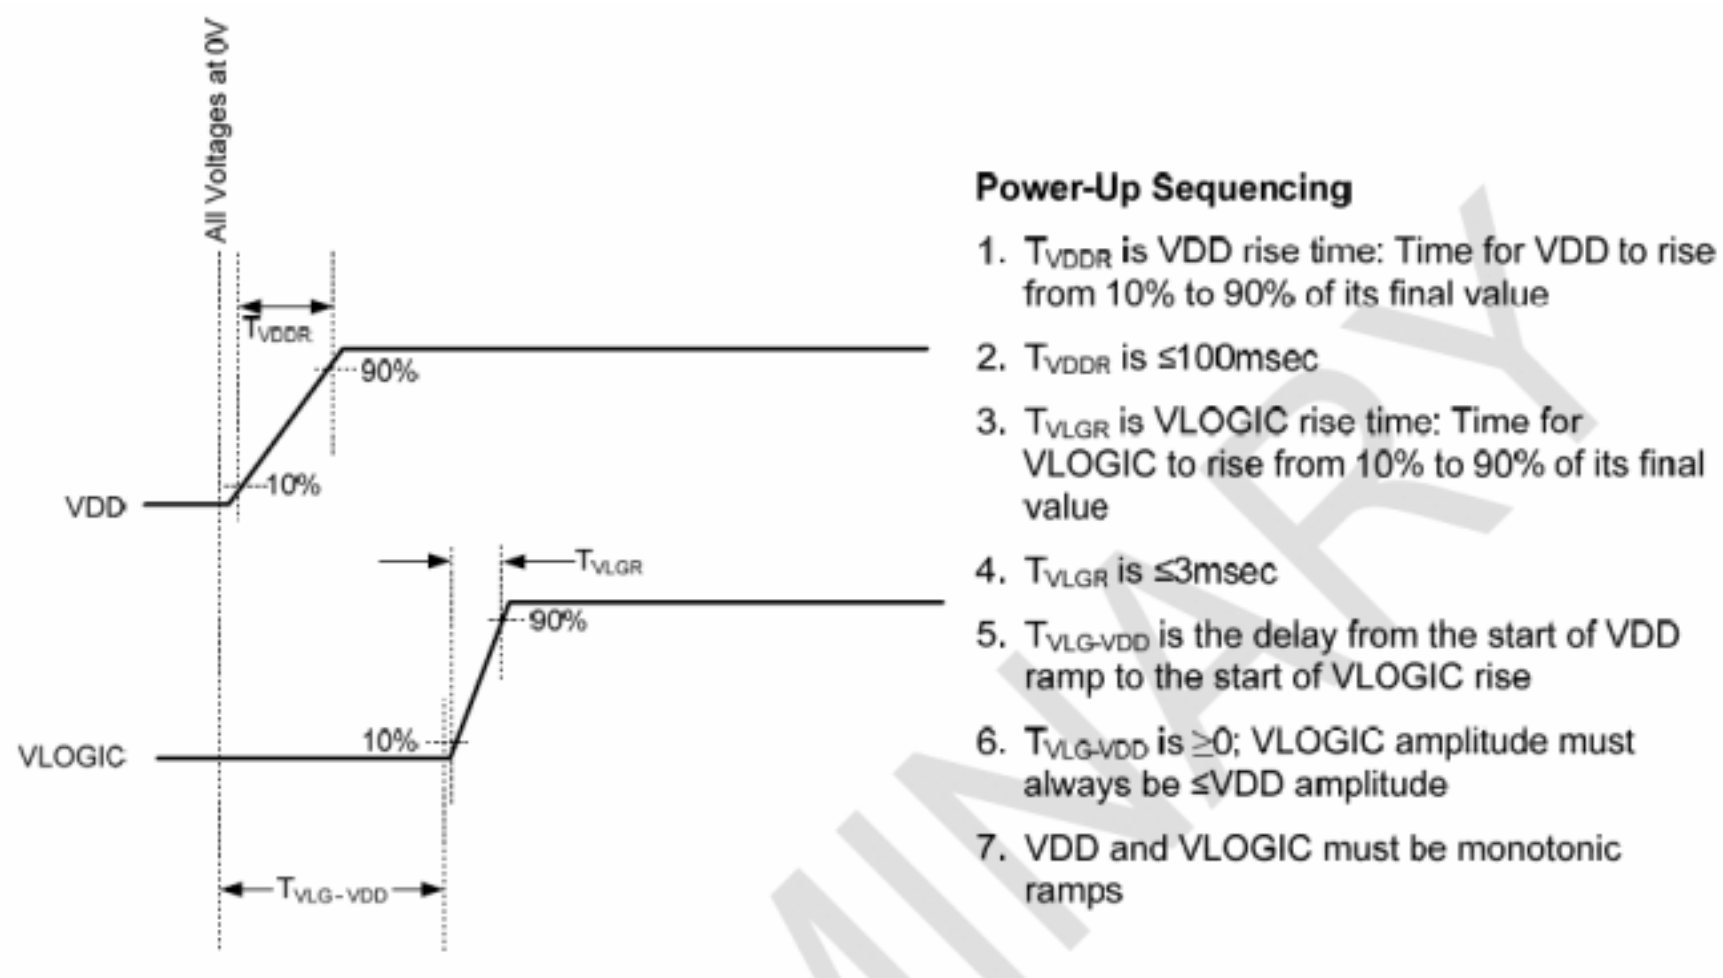 All Voltages at 0V
TVDDR
90%
10%
VDD
TVLGR
90%
10%
VLOGIC
TVLG-VDD
Power-Up Sequencing
1. TVDDR is VDD rise time: Time for VDD to rise
from 10% to 90% of its final value
2. TVDDR is ≤100msec
3. TVLGR is VLOGIC rise time: Time for
VLOGIC to rise from 10% to 90% of its final
value
4. TVLGR is ≤3msec
5. TVLG-VDD is the delay from the start of VDD
ramp to the start of VLOGIC rise
6. TVLG-VDD is ≥0; VLOGIC amplitude must
always be ≤VDD amplitude
7. VDD and VLOGIC must be monotonic
ramps
MINARY